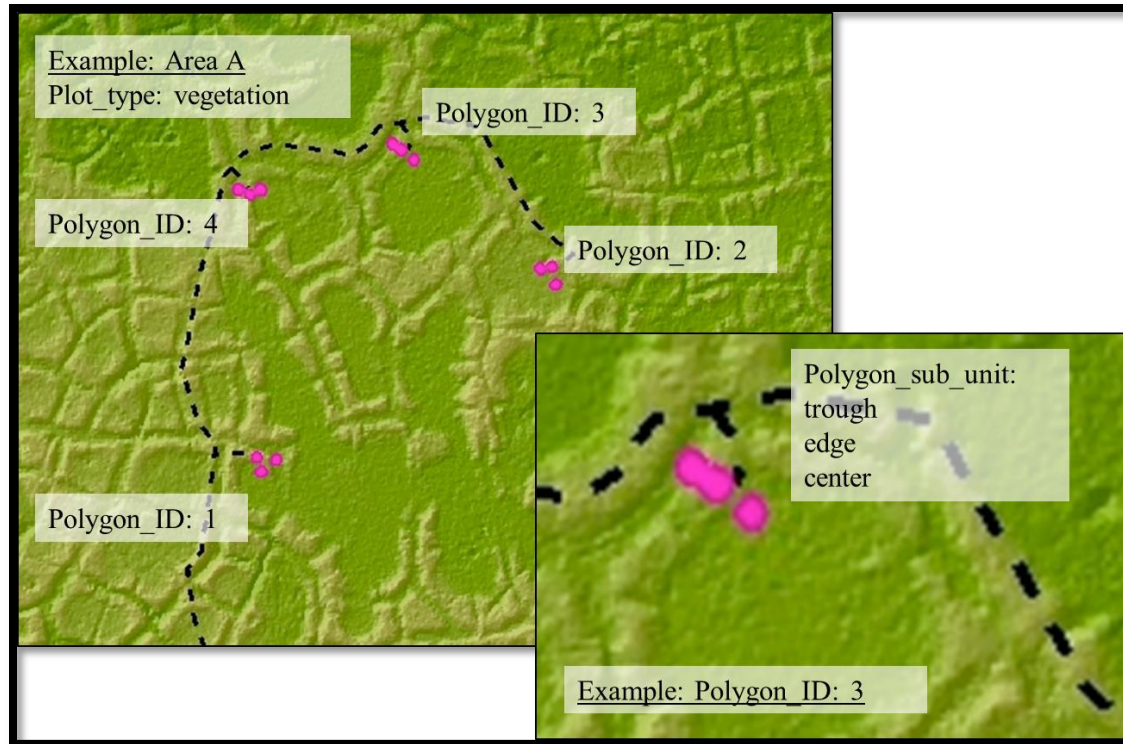 Example: Area A
Plot_type: vegetation
Polygon_ID: 3
Polygon_ID: 4
Polygon_ID: 2
Polygon_ID: 1
Polygon_sub_unit:
trough
edge
center
Example: Polygon_ID: 3